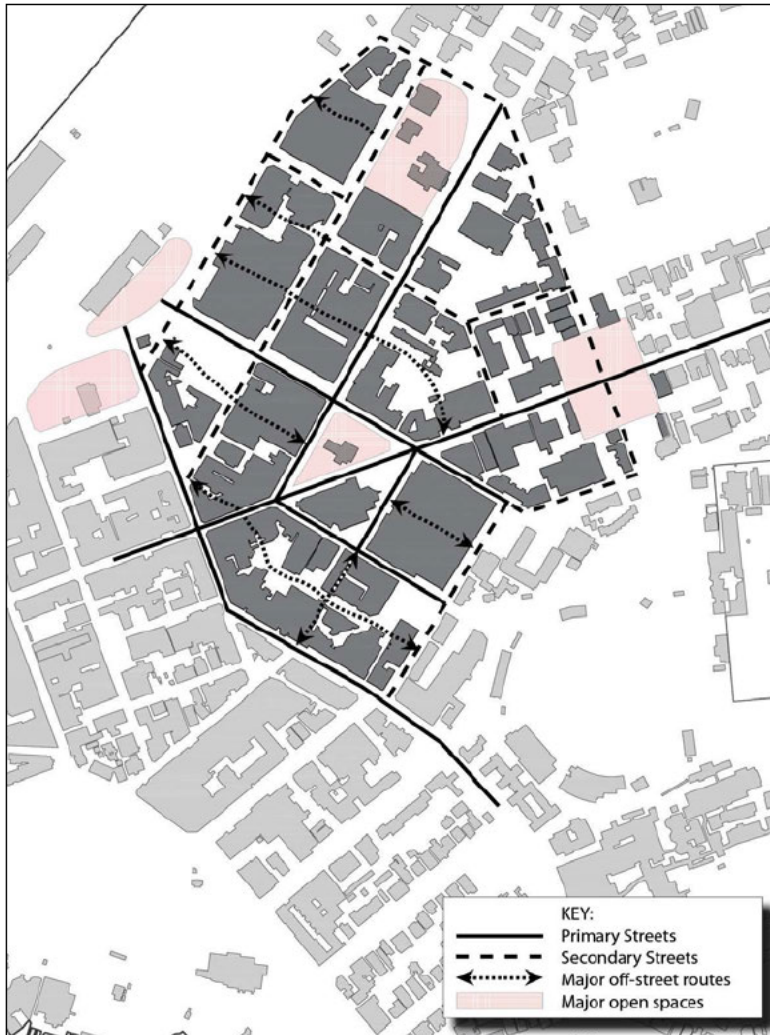 KEY:
Primary Streets
Secondary Streets
Major off-street routes
Major open spaces